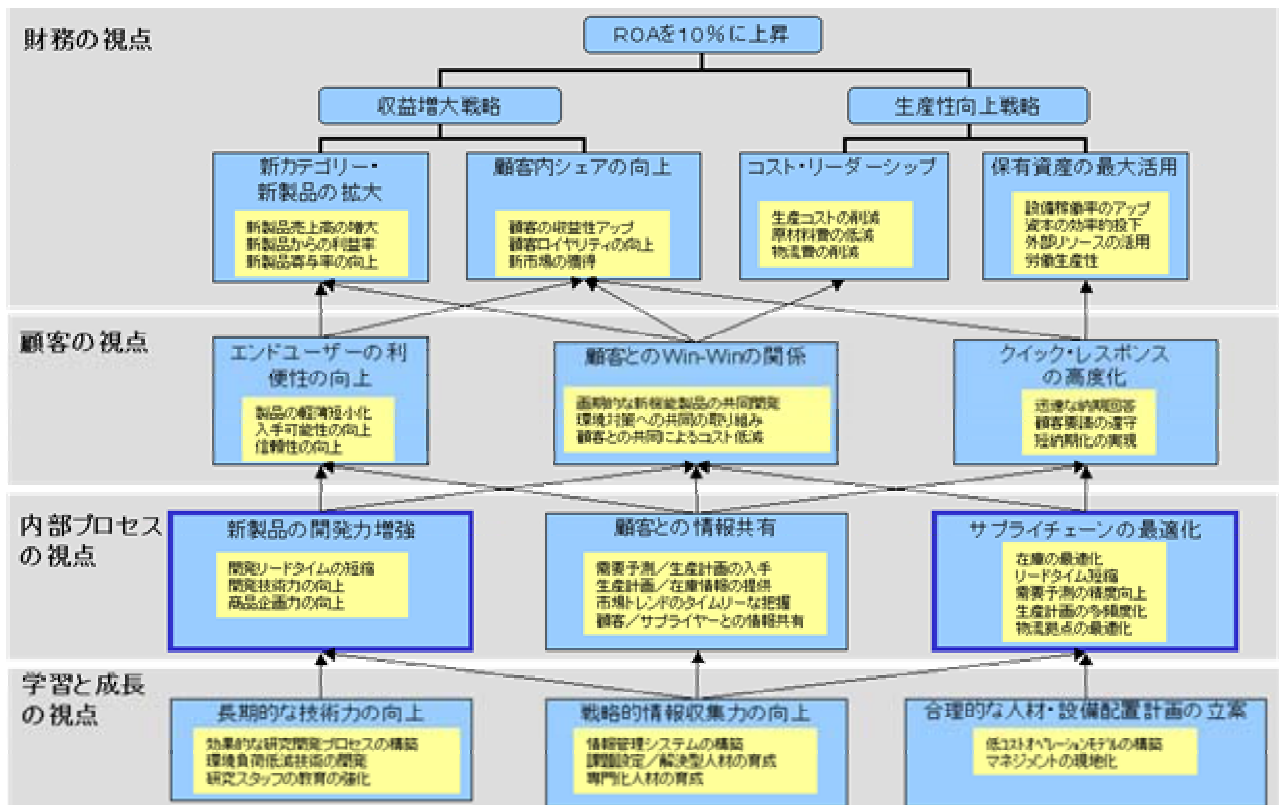 財務の視点
ROAを10%に上昇
収益増大戦略
生産性向上戦略
新カテゴリー・
新製品の拡大
新製品売上高の増大
新製品からの利益率
新製品寄与率の向上
顧客内シェアの向上
顧客の収益性アップ
顧客ロイヤリティの向上
新市場の獲得
コスト・リーダーシップ
生産コストの削減
原材料費の低減
物流費の削減
保有資産の最大活用
設備稼働率のアップ
資本の効率的投下
外部リソースの活用
労働生産性
顧客の視点
エンドユーザーの利
便性の向上
製品の軽薄短小化
入手可能性の向上
信頼性の向上
顧客とのWin-Winの関係
画期的な新機能製品の共同開発
環境対策への共同の取り組み
顧客との共同によるコスト低減
クイック・レスポンス
の高度化
迅速な納期回答
顧客要請の遵守
短納期化の実現
内部プロセス
の視点
新製品の開発力増強
開発リードタイムの短縮
開発技術力の向上
商品企画力の向上
顧客との情報共有
需要予測／生産計画の入手
生産計画／在庫情報の提供
市場トレンドのタイムリーな把握
顧客／サプライヤーとの情報共有
サプライチェーンの最適化
在庫の最適化
リードタイム短縮
需要予測の精度向上
生産計画の多頻度化
物流拠点の最適化
学習と成長
の視点
長期的な技術力の向上
効果的な研究開発プロセスの構築
環境負荷低減技術の開発
研究スタッフの教育の強化
戦略的情報収集力の向上
情報管理システムの構築
課題設定／解決型人材の育成
専門化人材の育成
合理的な人材・設備配置計画の立案
低コストオペレーションモデルの構築
マネジメントの現地化